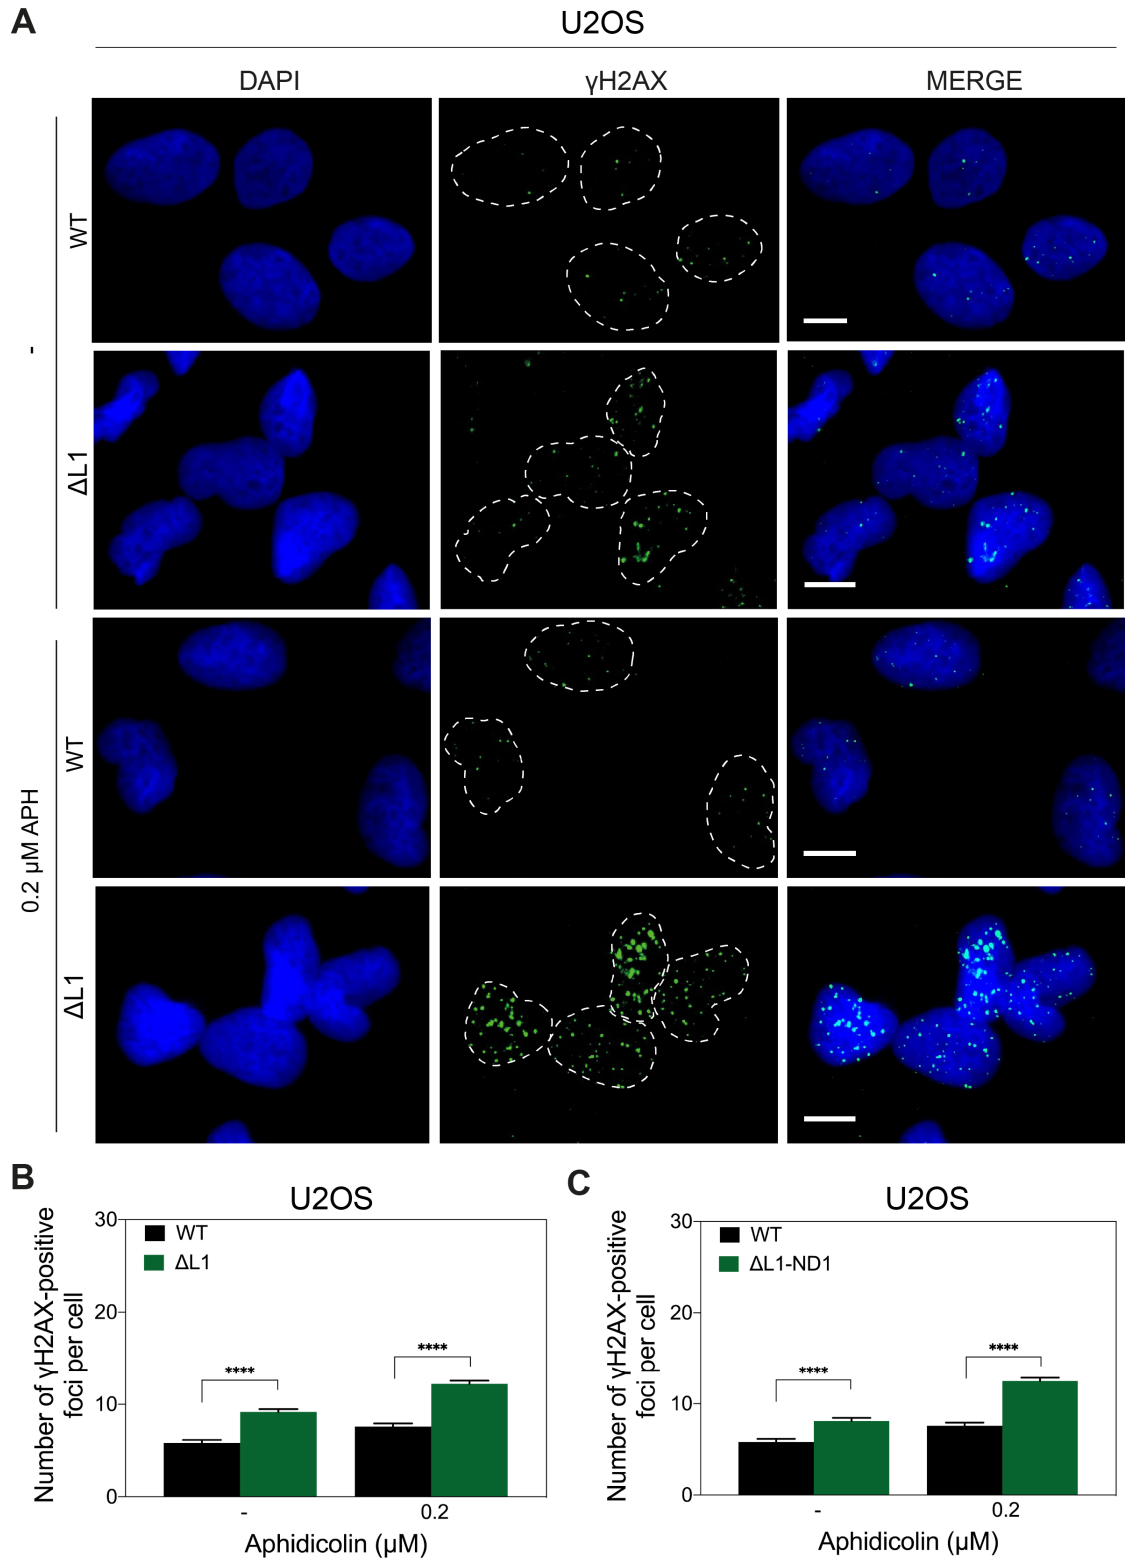 A
U2OS
DAPI
γH2AX
MERGE
-
WT
ΔL1
0.2 µM APH
WT
ΔL1
B
U2OS
Number of γH2AX-positive
foci per cell
30
20
10
0
WT
ΔL1
****
****
-
0.2
Aphidicolin (µM)
C
U2OS
Number of γH2AX-positive
foci per cell
30
20
10
0
WT
ΔL1-ND1
****
****
-
0.2
Aphidicolin (µM)